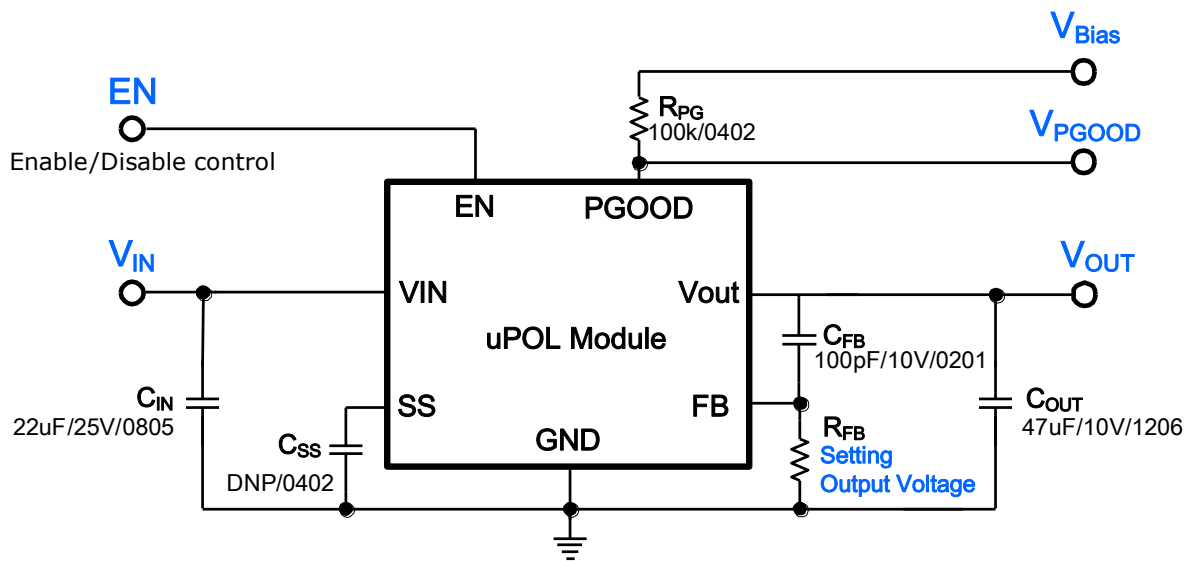 V_Bias
EN
R_PG
100k/0402
V_PGOOD
Enable/Disable control
EN
PGOOD
V_IN
V_OUT
VIN
Vout
uPOL Module
C_FB
100pF/10V/0201
C_IN
22uF/25V/0805
SS
FB
C_OUT
47uF/10V/1206
C_SS
DNP/0402
GND
R_FB
Setting
Output Voltage